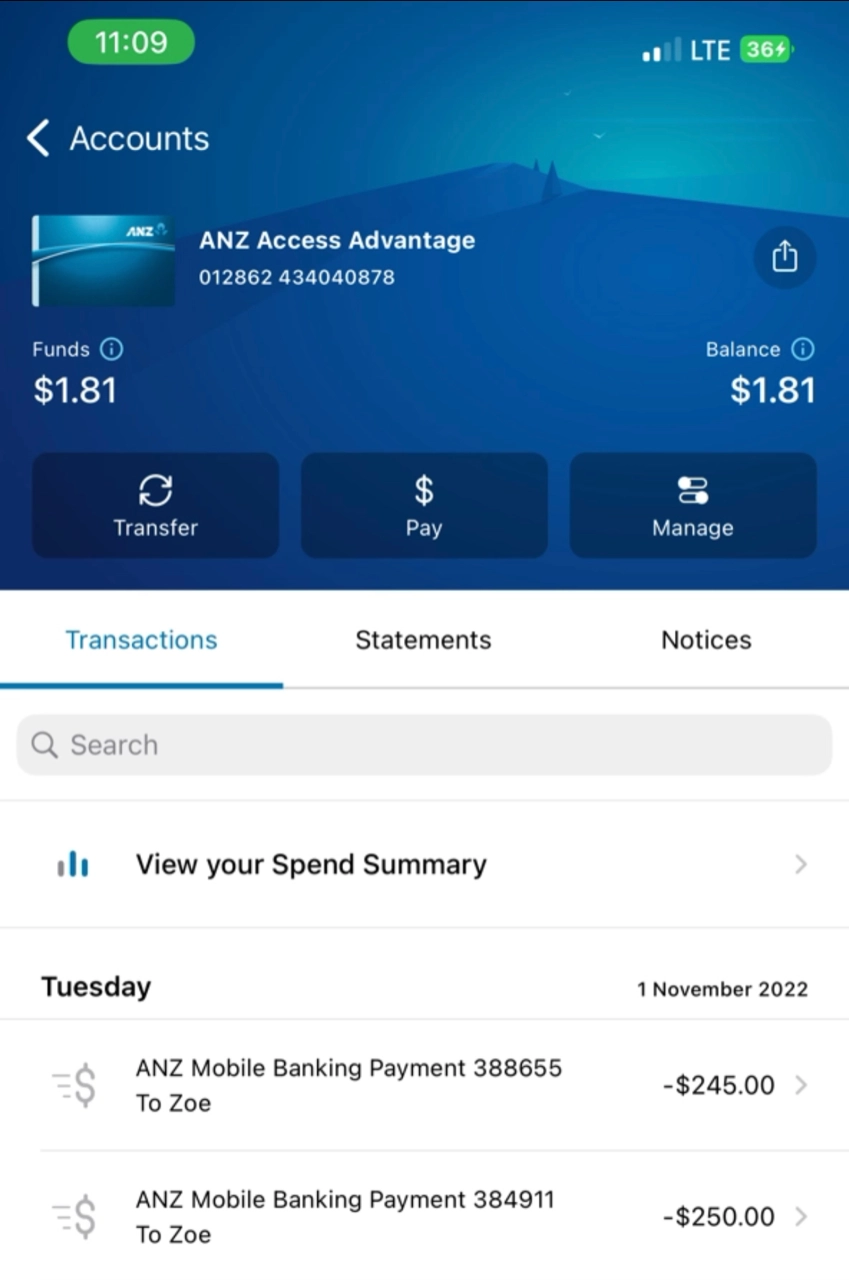 11:09
LTE 36
Accounts
ANZ
ANZ Access Advantage
012862 434040878
Funds Balance
$1.81 $1.81
Transfer Pay Manage
Transactions Statements Notices
Search
View your Spend Summary
Tuesday 1 November 2022
ANZ Mobile Banking Payment 388655
To Zoe
-$245.00
ANZ Mobile Banking Payment 384911
To Zoe
-$250.00